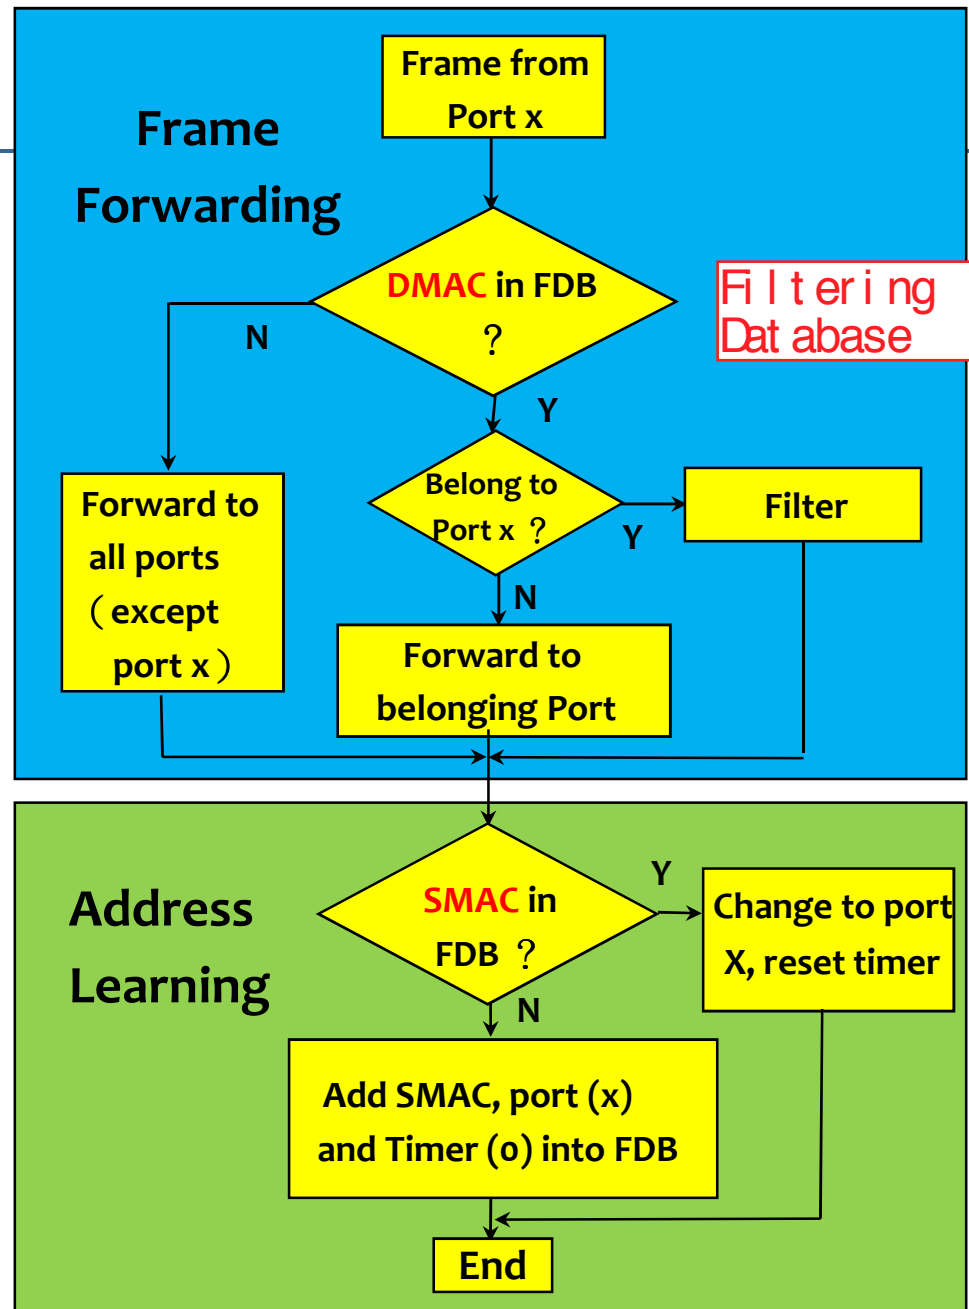 Frame from
Port x
Frame
Forwarding
DMAC in FDB
？
Filtering
Database
N
Y
Belong to
Port x ？
Y
Filter
Forward to
all ports
（except
port x）
N
Forward to
belonging Port
Address
Learning
SMAC in
FDB ？
Y
Change to port
X, reset timer
N
Add SMAC, port (x)
and Timer (0) into FDB
End